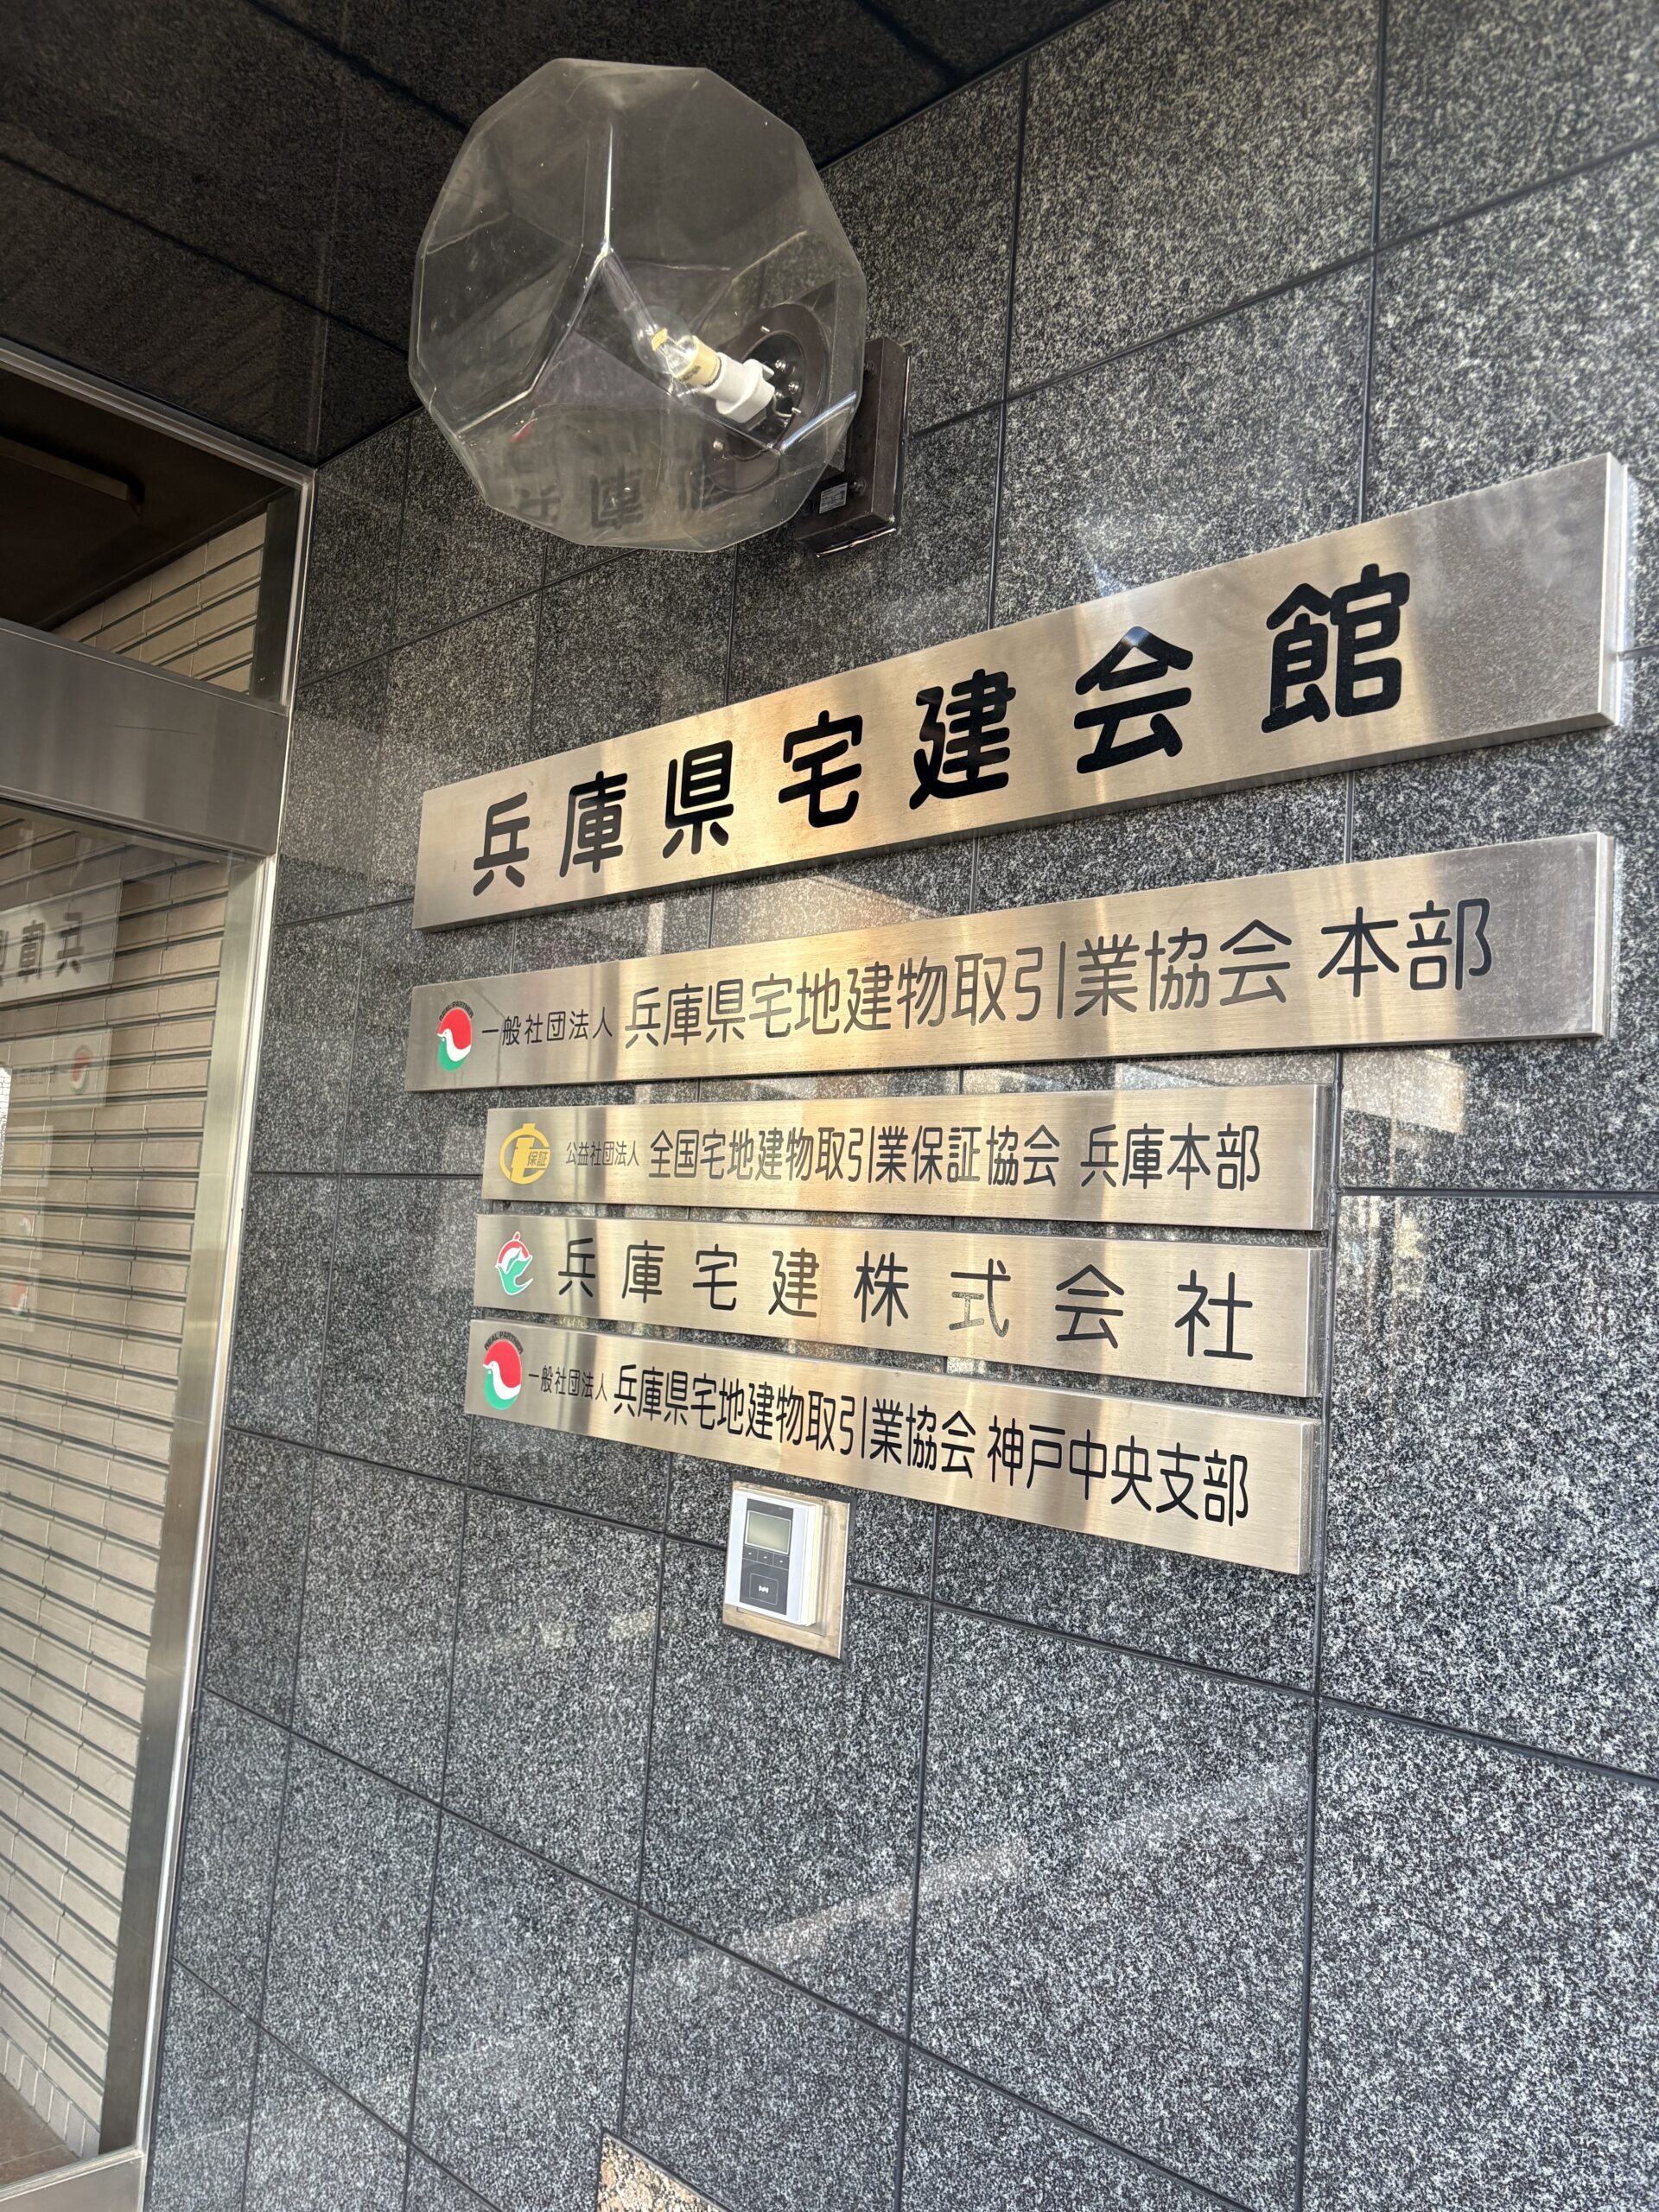 兵庫県宅建会館
一般社団法人 兵庫県宅地建物取引業協会 本部
保証 公益社団法人 全国宅地建物取引業保証協会 兵庫本部
兵庫宅建株式会社
一般社団法人 兵庫県宅地建物取引業協会 神戸中央支部